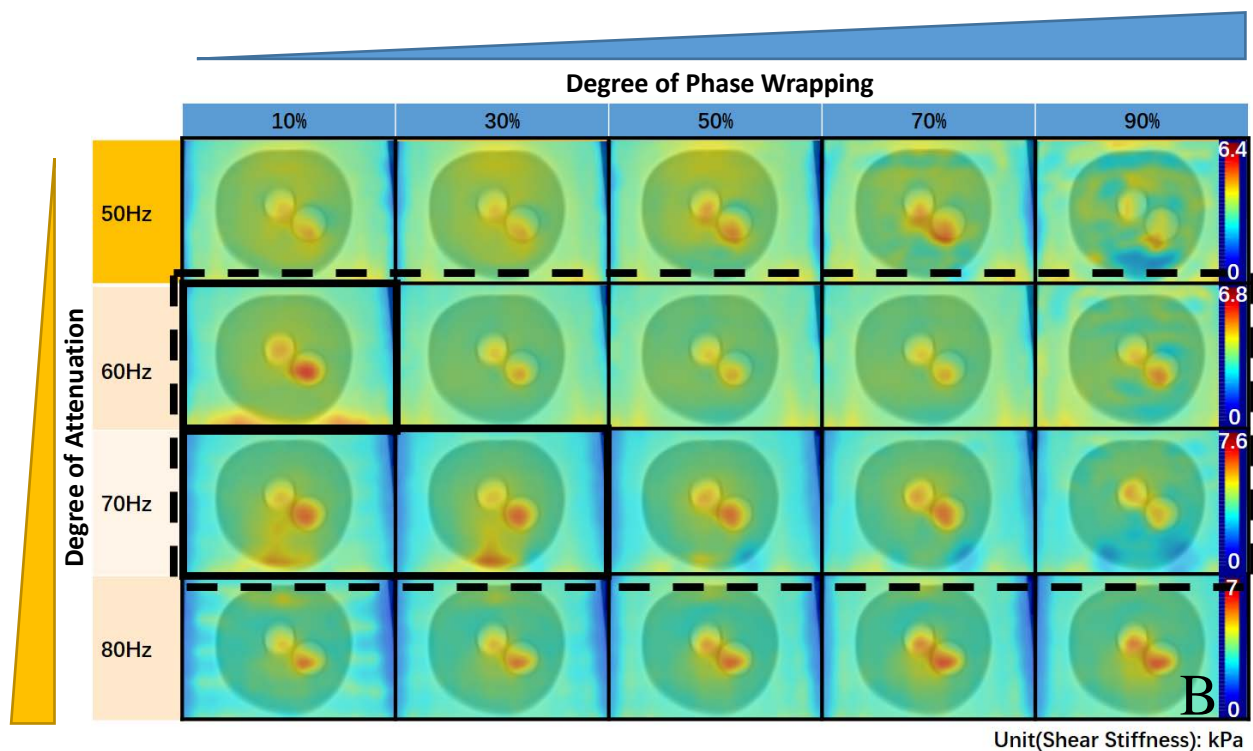 Degree of Phase Wrapping
10% 30% 50% 70% 90%
Degree of Attenuation
50Hz
6.4
0
60Hz
6.8
0
70Hz
7.6
0
80Hz
7
0
B
Unit(Shear Stiffness): kPa